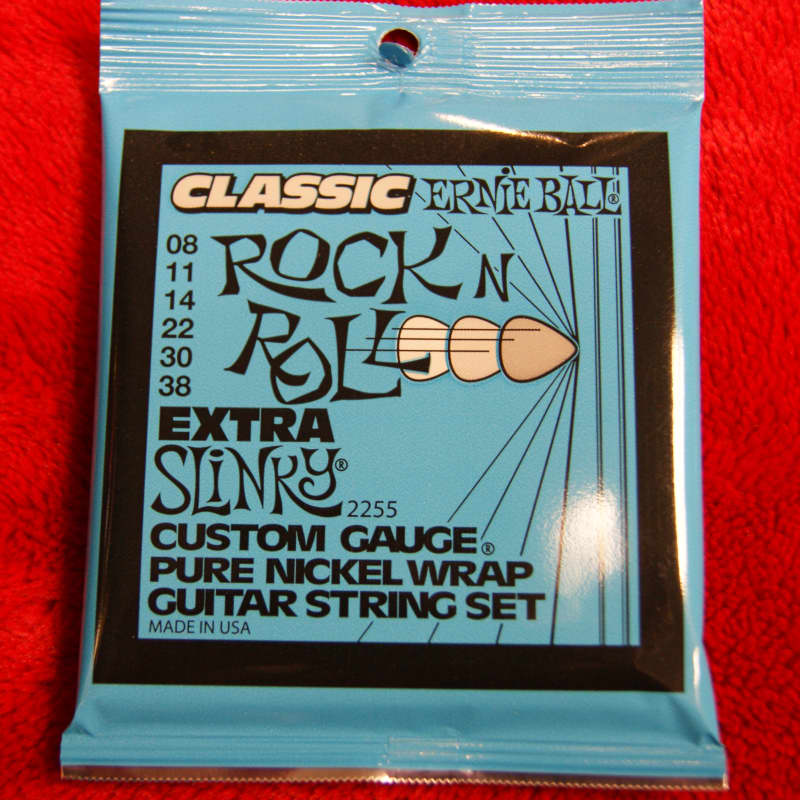 CLASSIC ERNIE BALL®
08
11
14
22
30
38
ROCK N
ROLL
EXTRA
SLINKY®
2255
CUSTOM GAUGE®
PURE NICKEL WRAP
GUITAR STRING SET
MADE IN USA